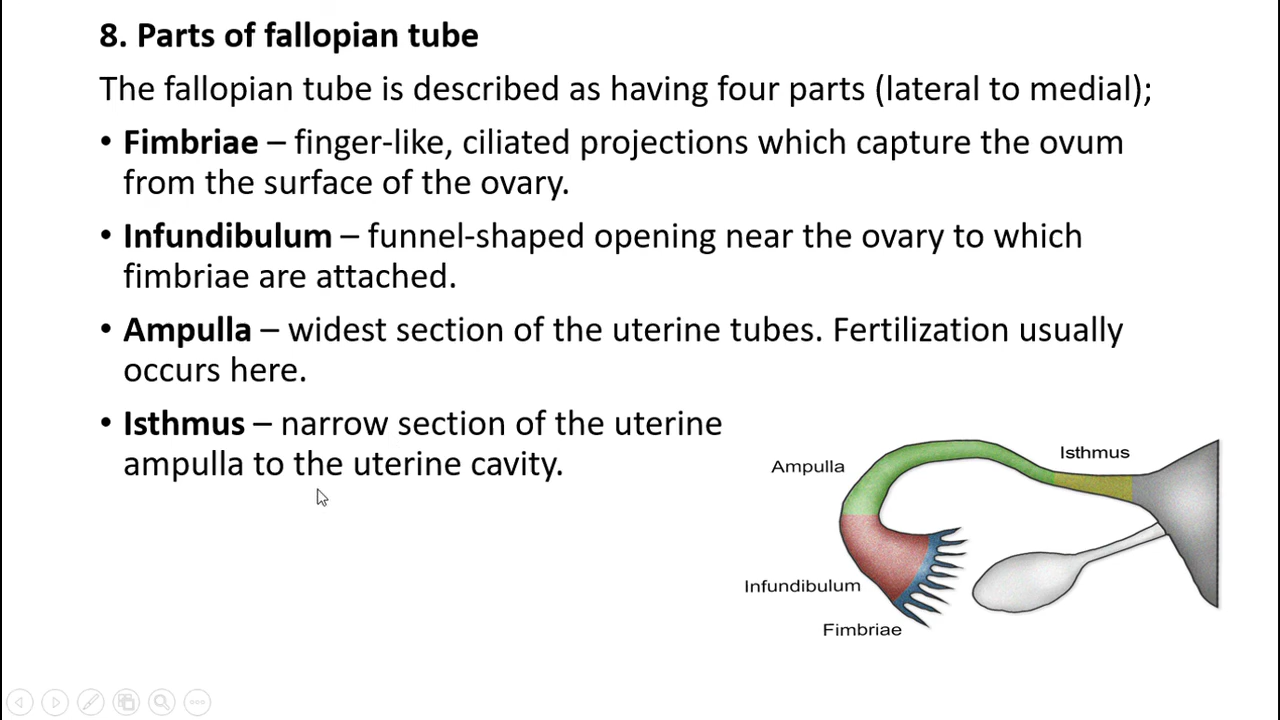 8. Parts of fallopian tube
The fallopian tube is described as having four parts (lateral to medial);
• Fimbriae – finger-like, ciliated projections which capture the ovum
from the surface of the ovary.
• Infundibulum – funnel-shaped opening near the ovary to which
fimbriae are attached.
• Ampulla – widest section of the uterine tubes. Fertilization usually
occurs here.
• Isthmus – narrow section of the uterine
ampulla to the uterine cavity.
Isthmus
Ampulla
Infundibulum
Fimbriae